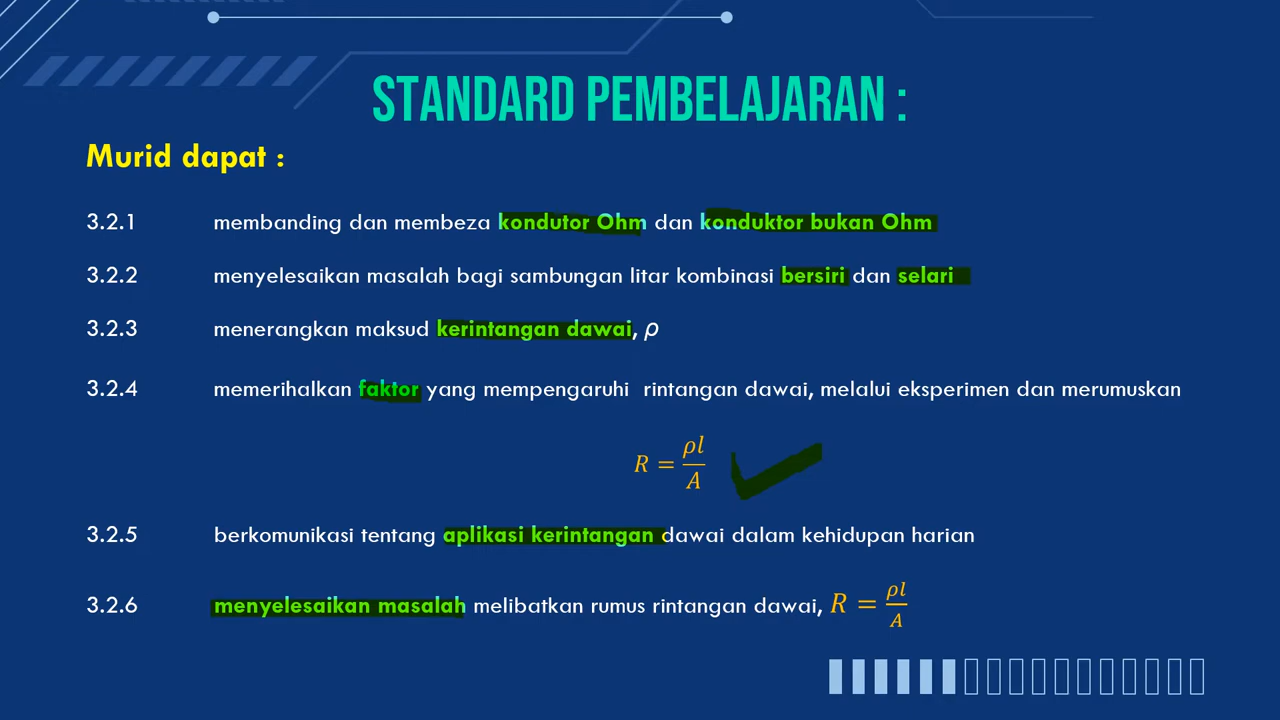 STANDARD PEMBELAJARAN :
Murid dapat :
3.2.1 membanding dan membeza kondutor Ohm dan konduktor bukan Ohm
3.2.2 menyelesaikan masalah bagi sambungan litar kombinasi bersiri dan selari
3.2.3 menerangkan maksud kerintangan dawai, ρ
3.2.4 memerihalkan faktor yang mempengaruhi rintangan dawai, melalui eksperimen dan merumuskan
R = ρl/A
3.2.5 berkomunikasi tentang aplikasi kerintangan dawai dalam kehidupan harian
3.2.6 menyelesaikan masalah melibatkan rumus rintangan dawai, R = ρl/A